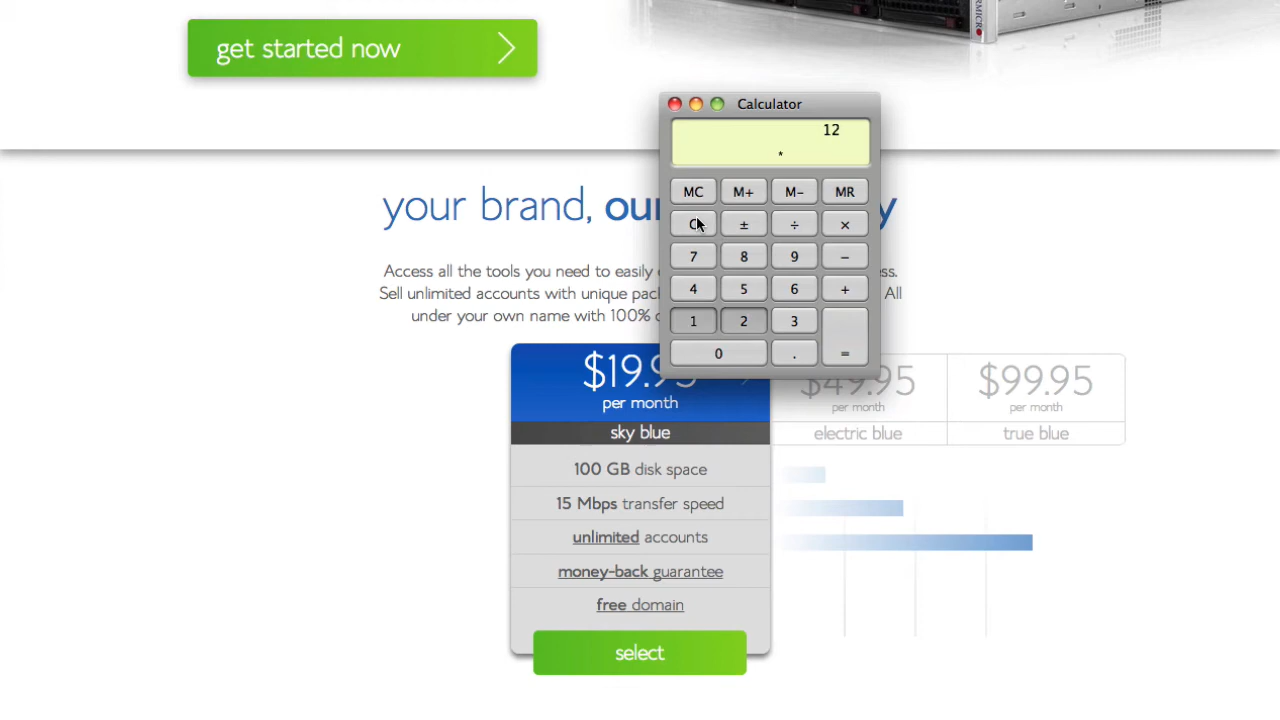 get started now
Calculator
12
*
MC M+ M- MR
C ± ÷ ×
7 8 9 −
4 5 6 +
1 2 3
0 . =
your brand,
Access all the tools you need to easily
Sell unlimited accounts with unique All
under your own name with 100%
$19.95 $49.95 $99.95
per month per month per month
sky blue electric blue true blue
100 GB disk space
15 Mbps transfer speed
unlimited accounts
money-back guarantee
free domain
select